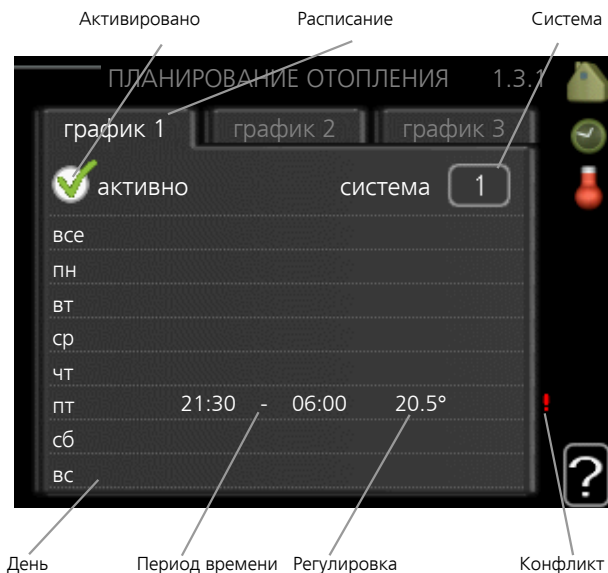 Активировано Расписание Система
ПЛАНИРОВАНИЕ ОТОПЛЕНИЯ 1.3.1
график 1 график 2 график 3
активно система 1
все
пн
вт
ср
чт
пт 21:30 - 06:00 20.5° !
сб
вс
?
День Период времени Регулировка Конфликт